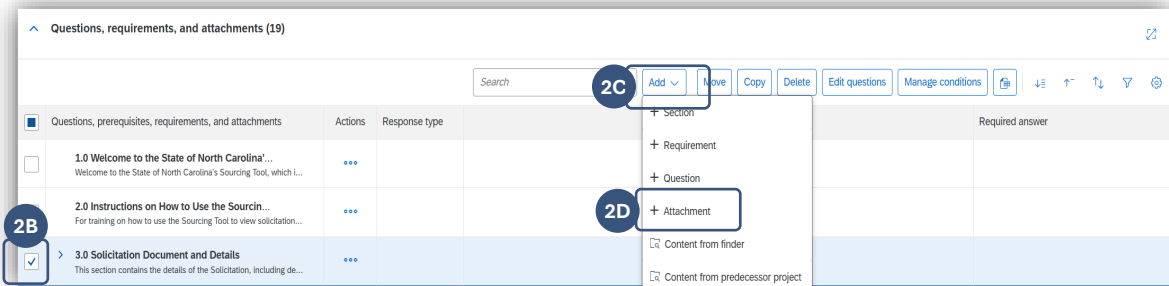 Questions, requirements, and attachments (19)
Search
2C
Add
Move
Copy
Delete
Edit questions
Manage conditions
Questions, prerequisites, requirements, and attachments
Actions
Response type
Required answer
+ Section
1.0 Welcome to the State of North Carolina'...
Welcome to the State of North Carolina's Sourcing Tool, which i...
+ Requirement
+ Question
2.0 Instructions on How to Use the Sourcin...
For training on how to use the Sourcing Tool to view solicitation...
2D
+ Attachment
2B
3.0 Solicitation Document and Details
This section contains the details of the Solicitation, including de...
Content from finder
Content from predecessor project